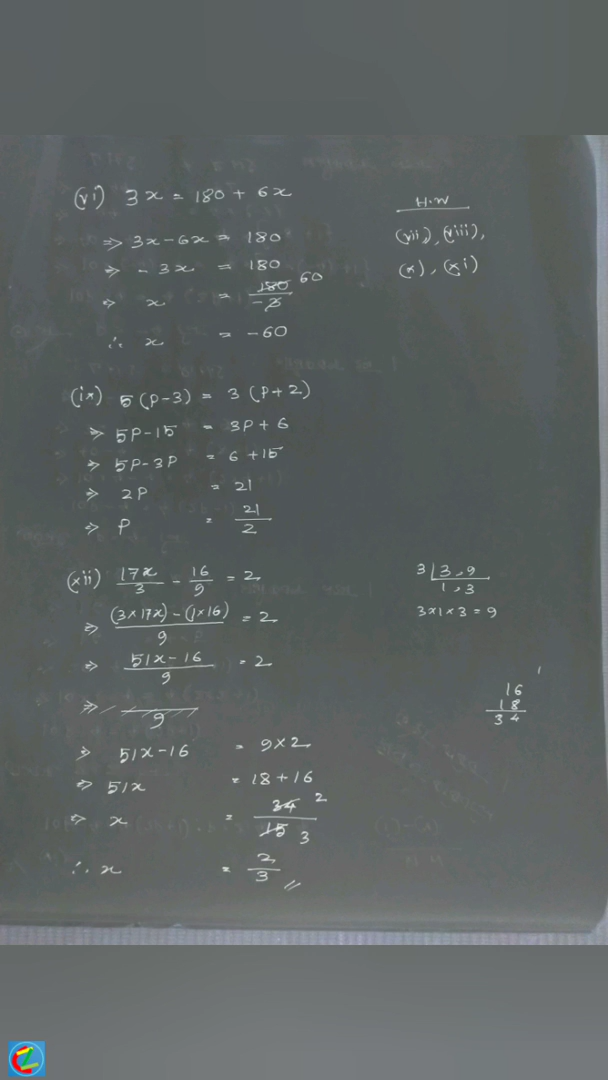 (vi) 3x = 180 + 6x
⇒ 3x-6x = 180
⇒ -3x = 180
⇒ x = 180/-3 60
∴ x = -60
H.W
(vii), (viii),
(x), (xi)
(ix) 5(P-3) = 3(P+2)
⇒ 5P-15 = 3P+6
⇒ 5P-3P = 6+15
⇒ 2P = 21
⇒ P = 21/2
(xii) 17x/3 - 16/9 = 2
⇒ (3×17x)-(1×16)/9 = 2
⇒ 51x-16/9 = 2
⇒ 9
⇒ 51x-16 = 9×2
⇒ 51x = 18+16
⇒ x = 34/15 2 3
∴ x = 2/3 //
3 | 3,9
1,3
3×1×3=9
1
16
18
34